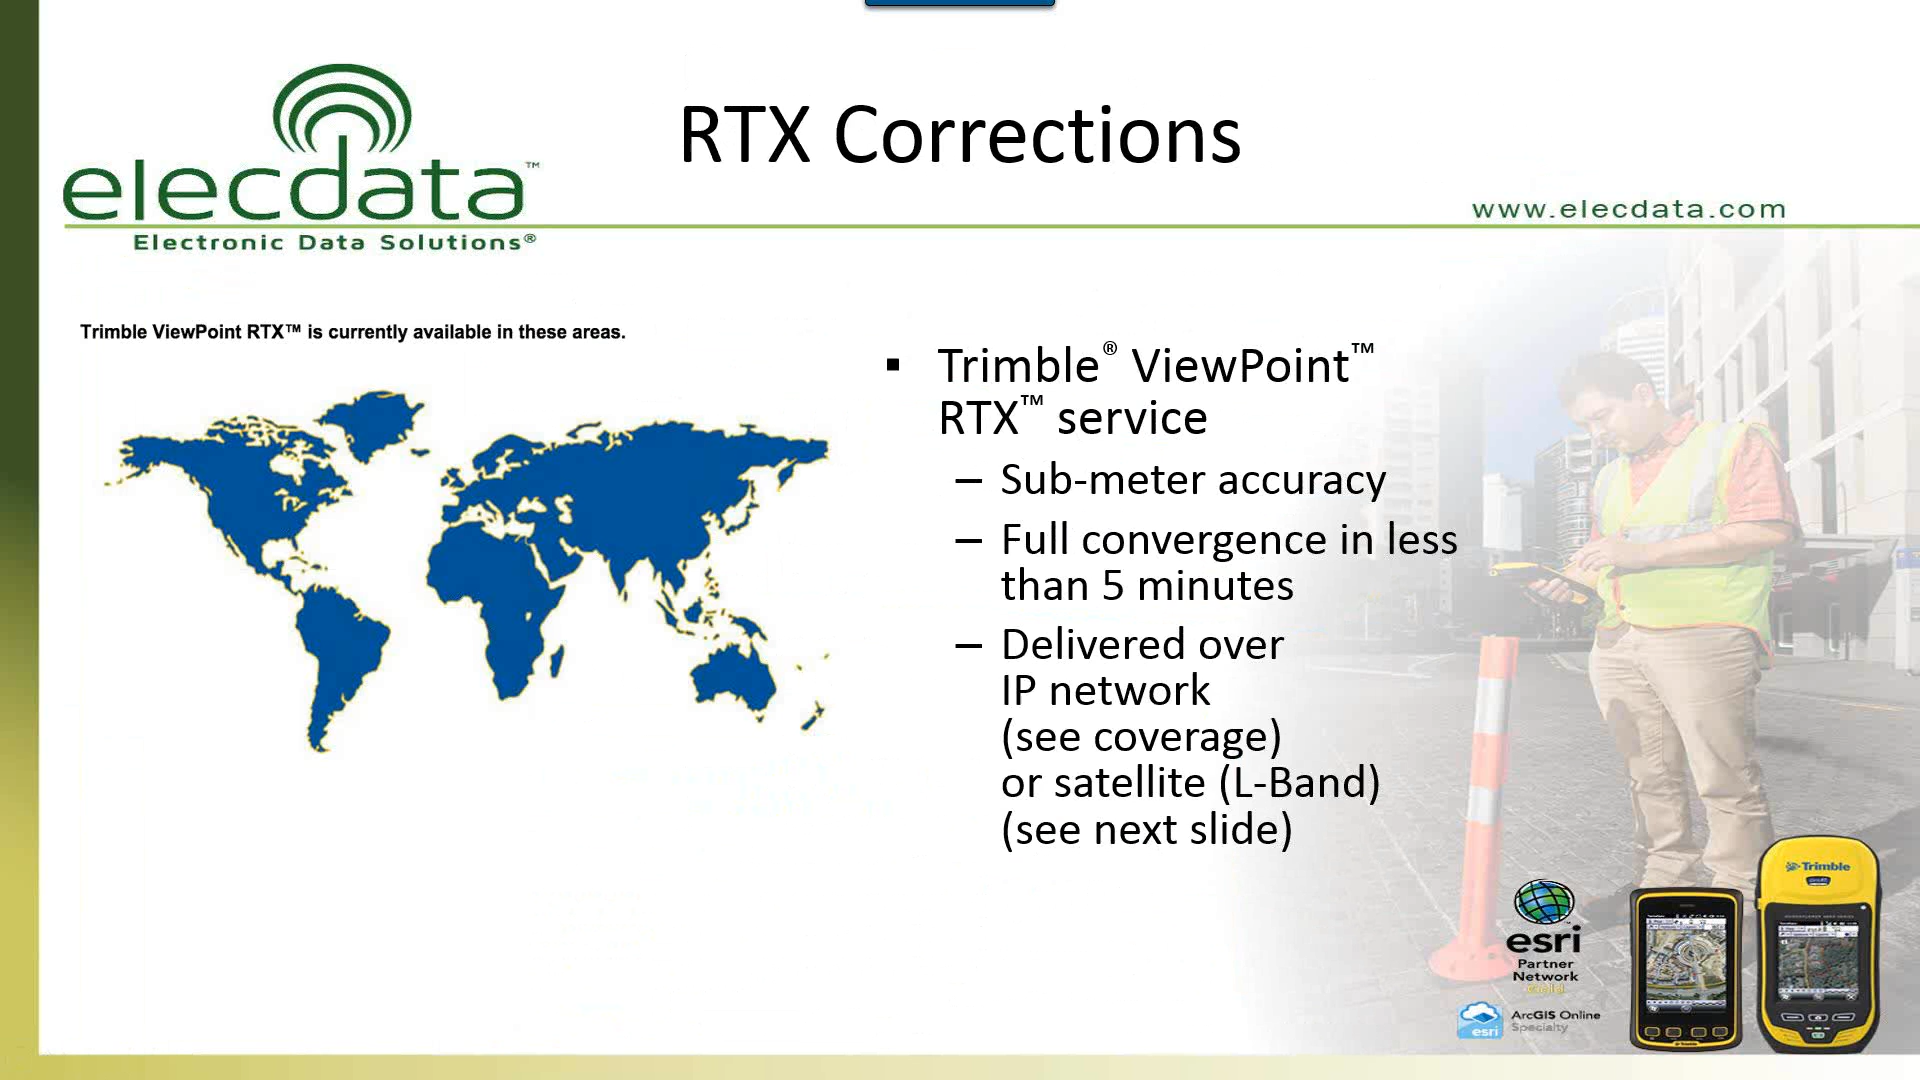 RTX Corrections
elecdata™
www.elecdata.com
Electronic Data Solutions®
Trimble ViewPoint RTX™ is currently available in these areas.
▪ Trimble® ViewPoint™
RTX™ service
– Sub-meter accuracy
– Full convergence in less
than 5 minutes
– Delivered over
IP network
(see coverage)
or satellite (L-Band)
(see next slide)
Trimble
esri
Partner
Network
Gold
ArcGIS Online
Specialty
esri
Trimble